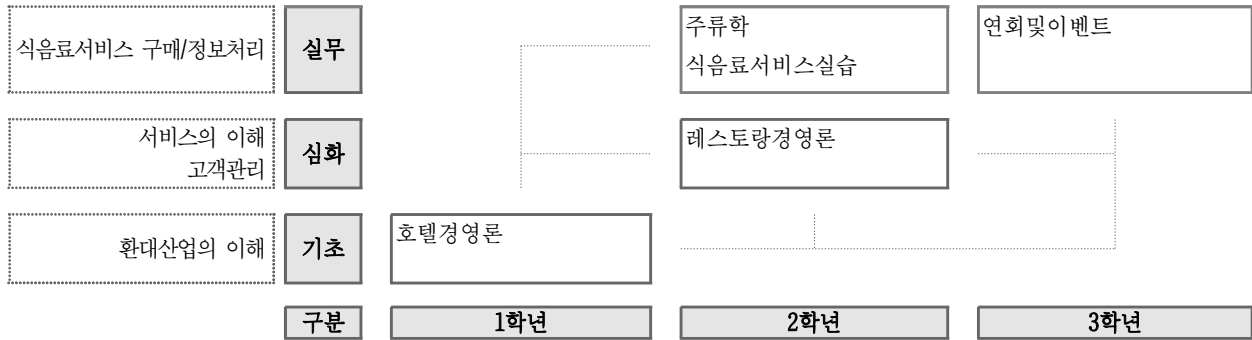 식음료서비스 구매/정보처리
실무
주류학
식음료서비스실습
연회및이벤트
서비스의 이해
고객관리
심화
레스토랑경영론
환대산업의 이해
기초
호텔경영론
구분
1학년
2학년
3학년